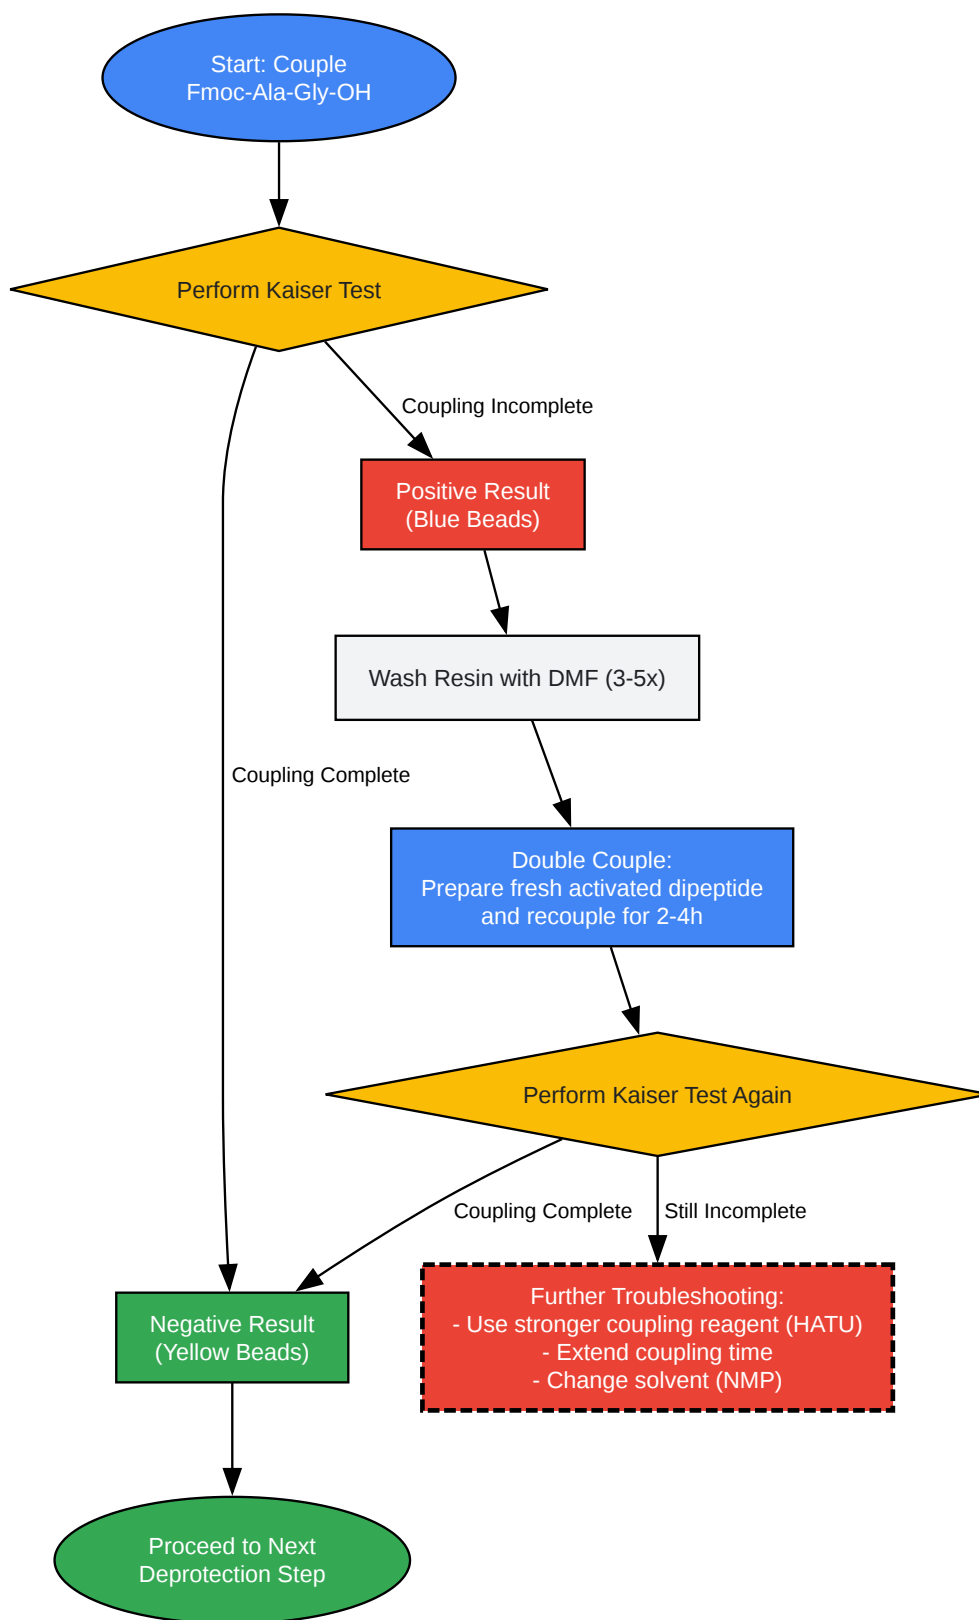 Start: Couple
Fmoc-Ala-Gly-OH
Perform Kaiser Test
Coupling Incomplete
Positive Result
(Blue Beads)
Wash Resin with DMF (3-5x)
Coupling Complete
Double Couple:
Prepare fresh activated dipeptide
and recouple for 2-4h
Perform Kaiser Test Again
Coupling Complete
Still Incomplete
Further Troubleshooting:
- Use stronger coupling reagent (HATU)
- Extend coupling time
- Change solvent (NMP)
Negative Result
(Yellow Beads)
Proceed to Next
Deprotection Step